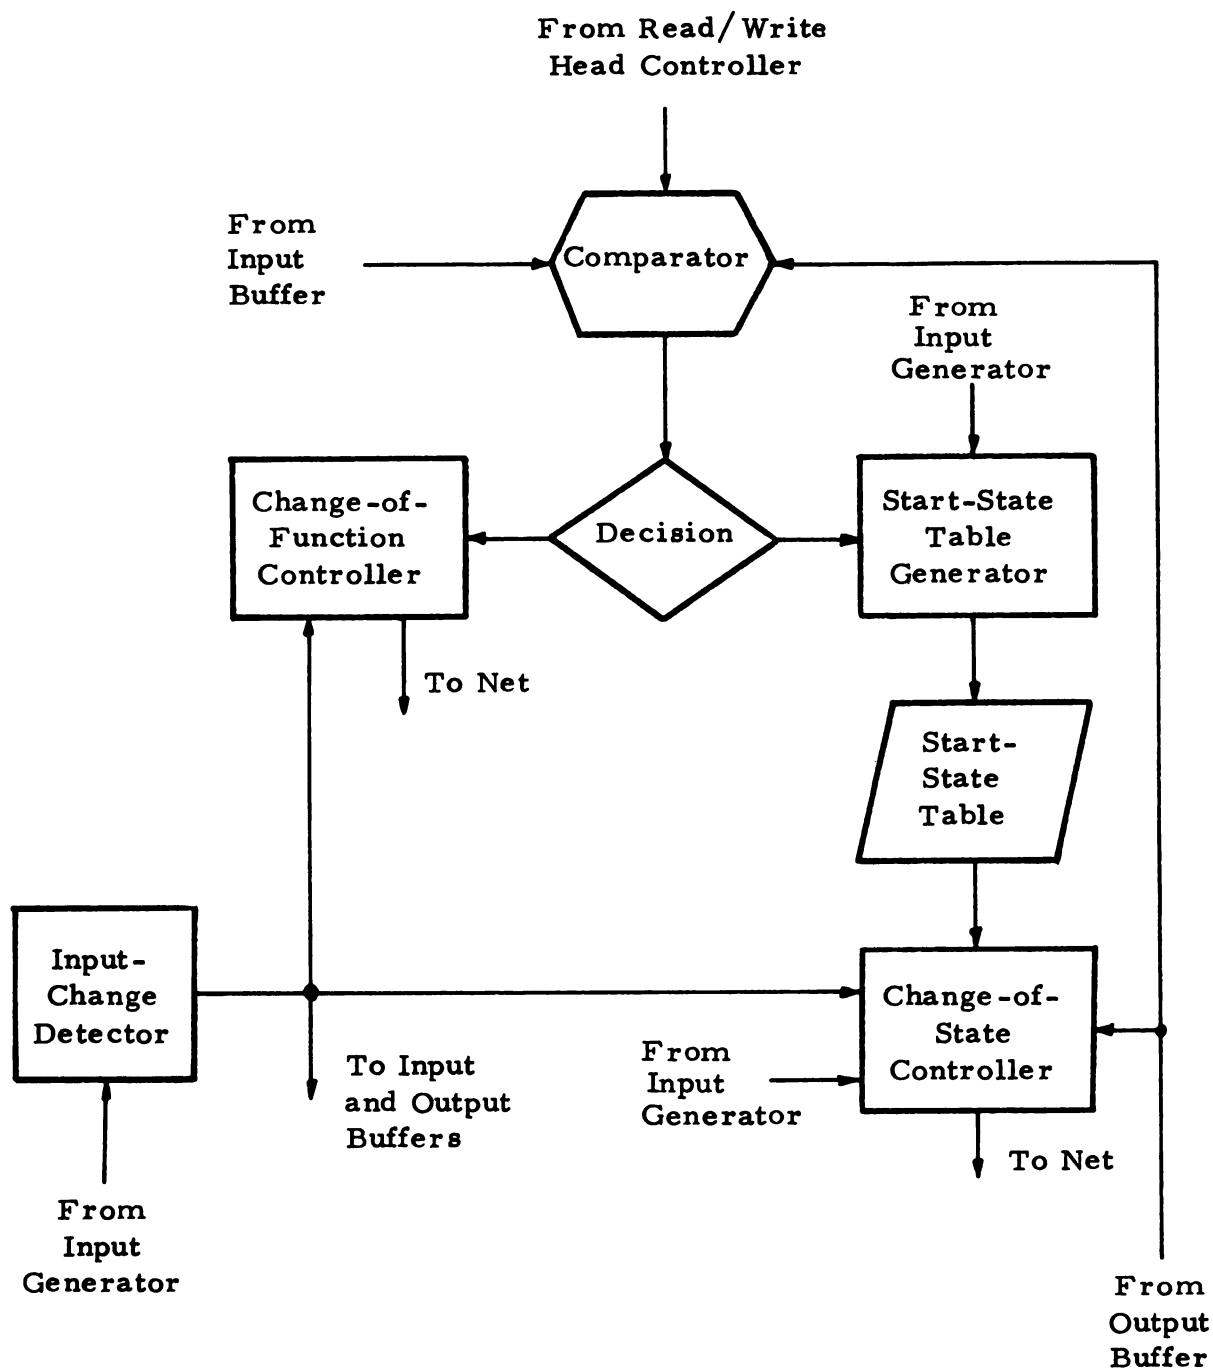 From Read/Write
Head Controller
From
Input
Buffer
Comparator
From
Input
Generator
Change-of-
Function
Controller
Decision
Start-State
Table
Generator
To Net
Start-
State
Table
Input-
Change
Detector
Change-of-
State
Controller
To Input
and Output
Buffers
From
Input
Generator
To Net
From
Input
Generator
From
Output
Buffer